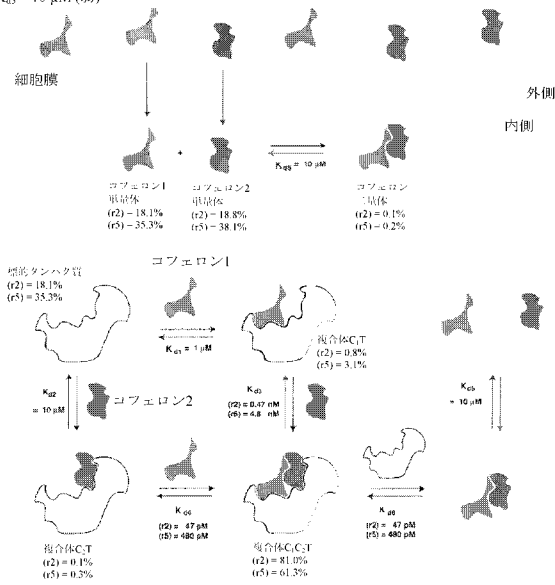 細胞膜
外側
内側
K d5 = 10 µM
コフェロン1
単量体
(r2) = 18.1%
(r5) = 35.3%
+
コフェロン2
単量体
(r2) = 18.8%
(r5) = 38.1%
コフェロン
二量体
(r2) = 0.1%
(r5) = 0.2%
標的タンパク質
(r2) = 18.1%
(r5) = 35.3%
コフェロン1
K d1 = 1 µM
複合体C1T
(r2) = 0.8%
(r5) = 3.1%
K d2
= 10 µM
コフェロン2
K d3
(r2) = 0.47 nM
(r5) = 4.8 nM
K d5
= 10 µM
K d4
(r2) = 47 pM
(r5) = 480 pM
K d6
(r2) = 47 pM
(r5) = 480 pM
複合体C2T
(r2) = 0.1%
(r5) = 0.3%
複合体C1C2T
(r2) = 81.0%
(r5) = 61.3%